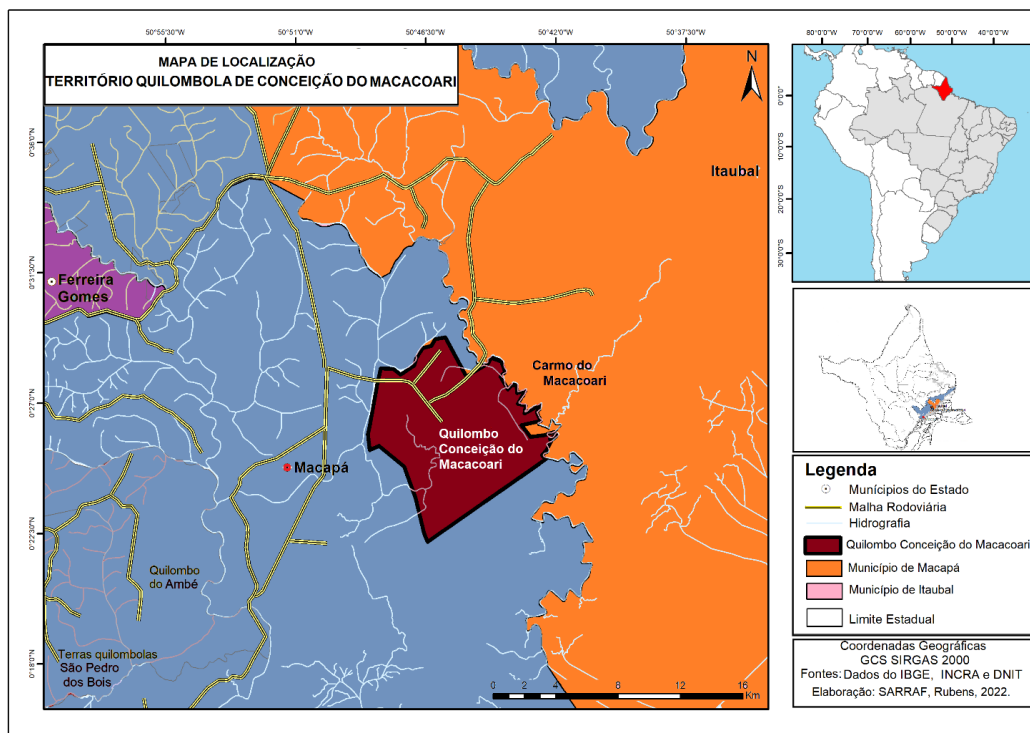 MAPA DE LOCALIZAÇÃO
TERRITÓRIO QUILOMBOLA DE CONCEIÇÃO DO MACACOARI
50°55'30"O 50°51'0"O 50°46'30"O 50°42'0"O 50°37'30"O
0°36'0"N
0°31'30"N
0°27'0"N
0°22'30"N
0°18'0"N
N
Itaubal
Ferreira
Gomes
Carmo do
Macacoari
Quilombo
Conceição do
Macacoari
Macapá
Quilombo
do Ambé
Terras quilombolas
São Pedro
dos Bois
0 2 4 8 12 16
Km
80°0'0"O 70°0'0"O 60°0'0"O 50°0'0"O 40°0'0"O
0°0'0"
10°0'0"S
20°0'0"S
30°0'0"S
Legenda
Munícipios do Estado
Malha Rodoviária
Hidrografia
Quilombo Conceição do Macacoari
Município de Macapá
Município de Itaubal
Limite Estadual
Coordenadas Geográficas
GCS SIRGAS 2000
Fontes: Dados do IBGE, INCRA e DNIT
Elaboração: SARRAF, Rubens, 2022.